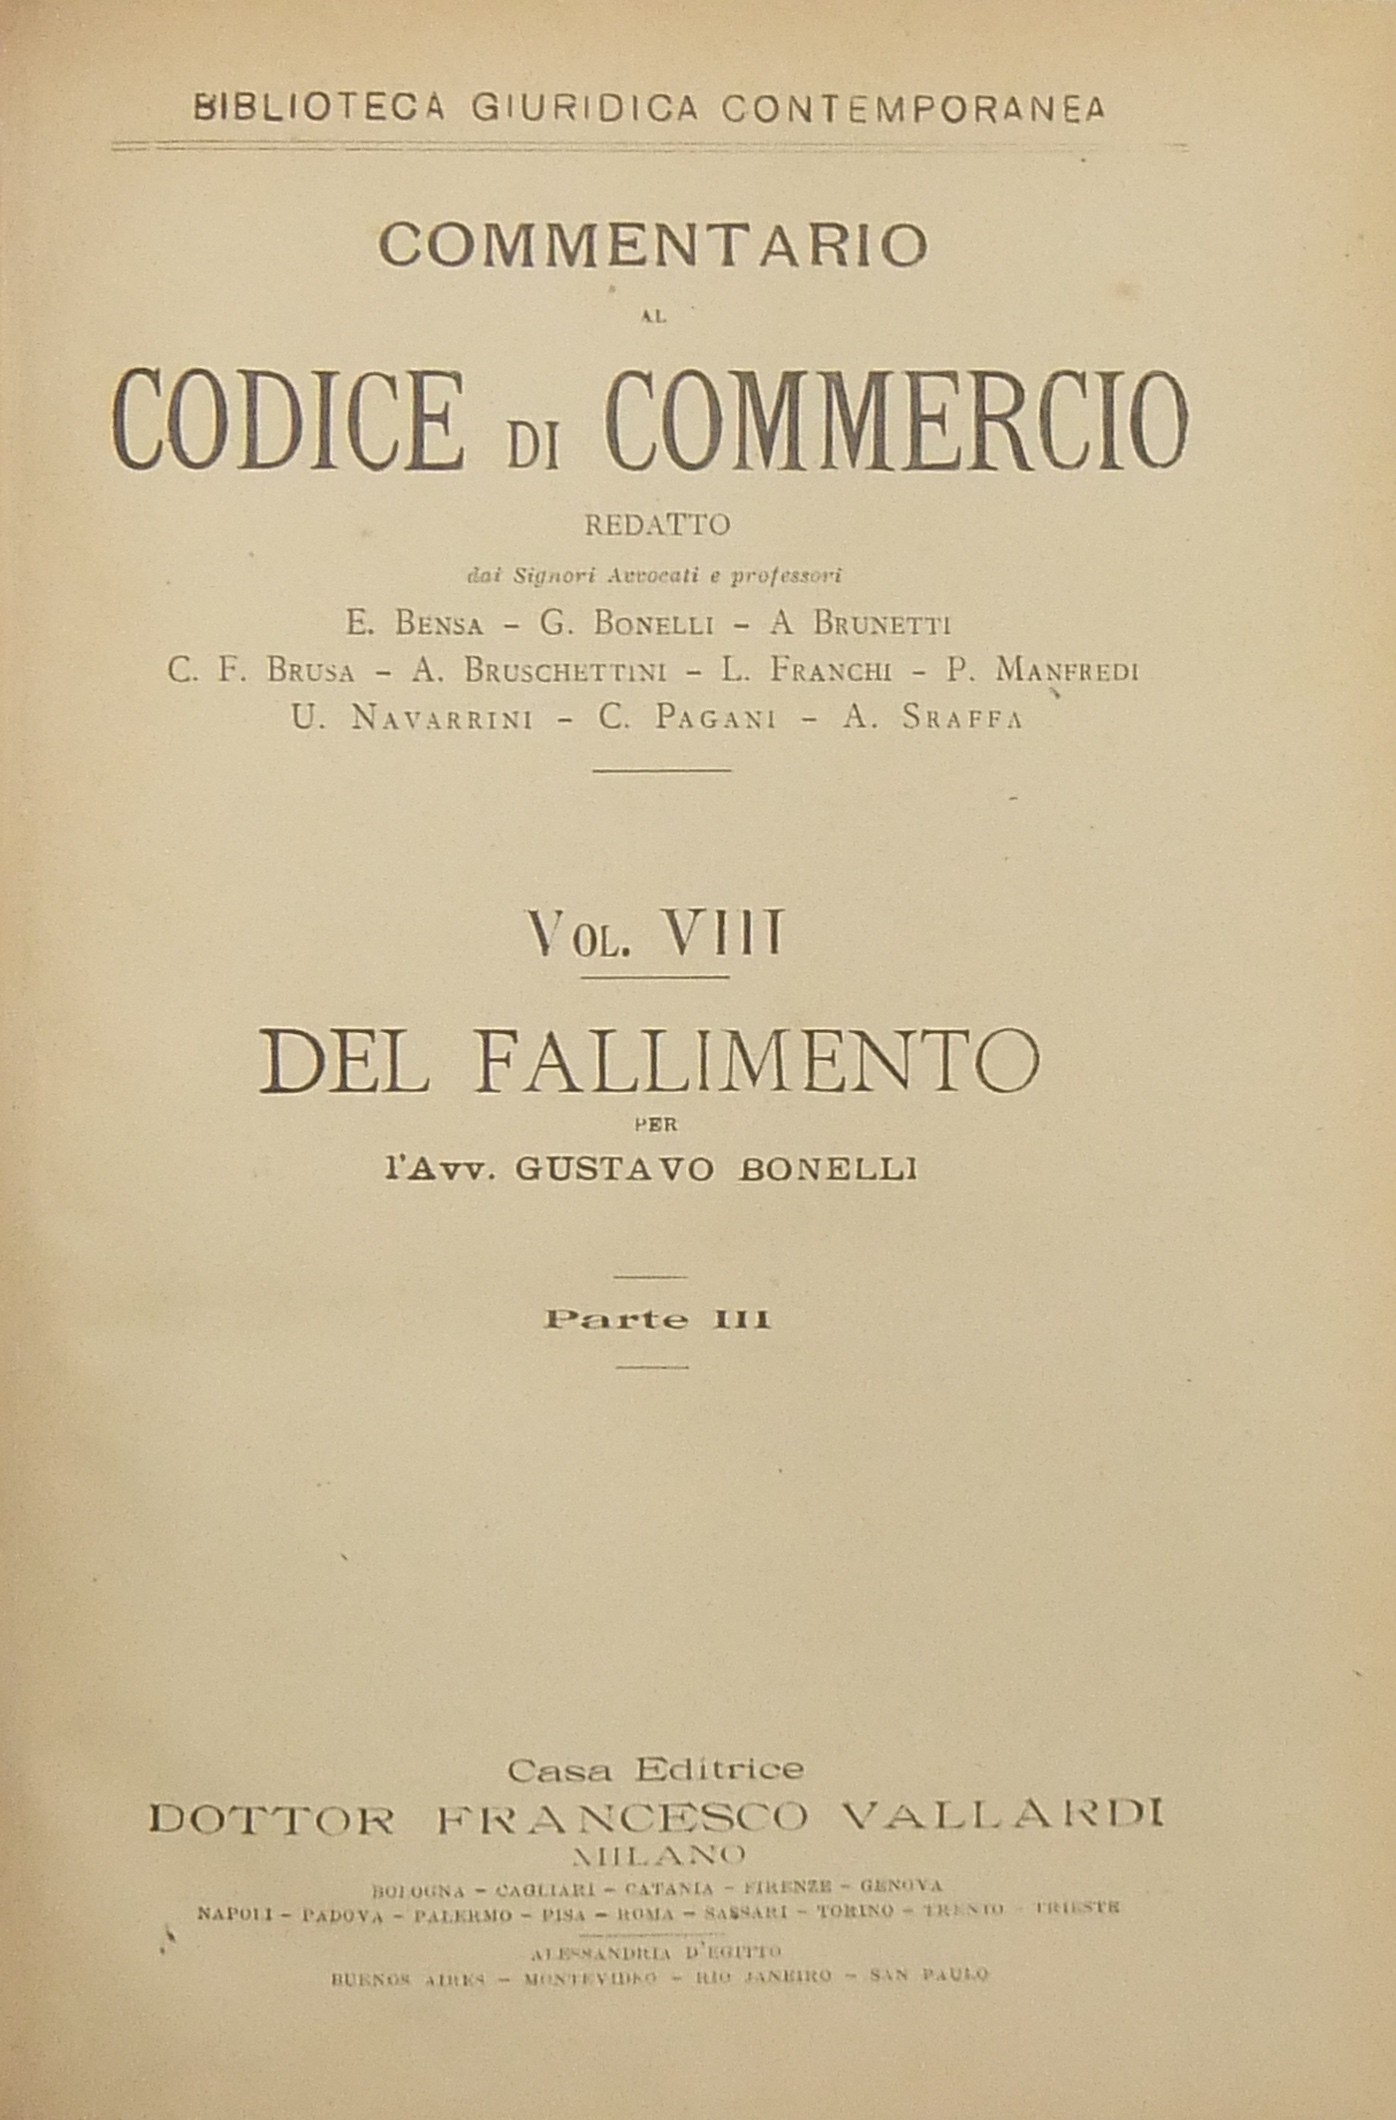 BIBLIOTECA GIURIDICA CONTEMPORANEA
COMMENTARIO
AL
CODICE DI COMMERCIO
REDATTO
dai Signori Avvocati e professori
E. BENSA – G. BONELLI – A BRUNETTI
C. F. BRUSA – A. BRUSCHETTINI – L. FRANCHI – P. MANFREDI
U. NAVARRINI – C. PAGANI – A. SRAFFA
VOL. VIII
DEL FALLIMENTO
PER
l'Avv. GUSTAVO BONELLI
Parte III
Casa Editrice
DOTTOR FRANCESCO VALLARDI
MILANO
BOLOGNA – CAGLIARI – CATANIA – FIRENZE – GENOVA
NAPOLI – PADOVA – PALERMO – PISA – ROMA – SASSARI – TORINO – TRENTO – TRIESTE
ALESSANDRIA D'EGITTO
BUENOS AIRES – MONTEVIDEO – RIO JANEIRO – SAN PAULO